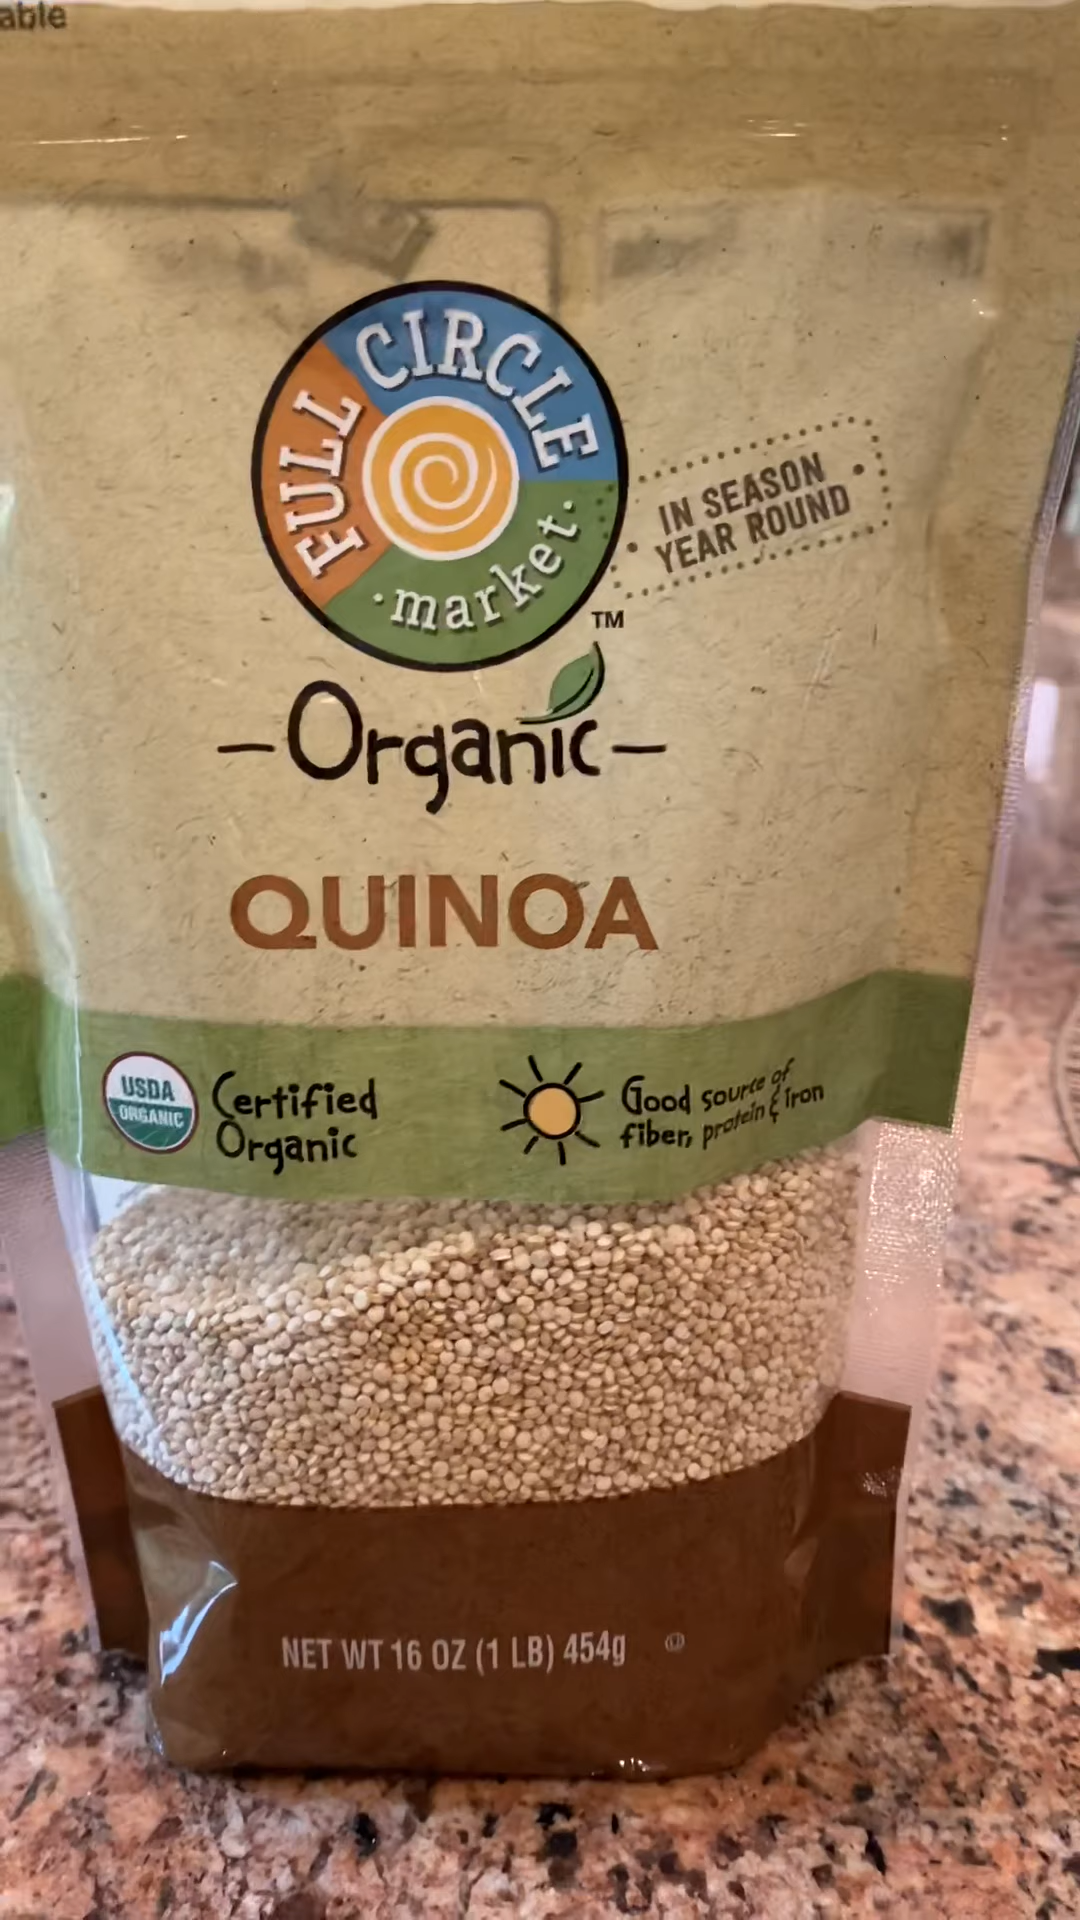 able
FULL CIRCLE
market
TM
IN SEASON
YEAR ROUND
Organic
QUINOA
USDA
ORGANIC
Certified
Organic
Good source of
fiber, protein & iron
NET WT 16 OZ (1 LB) 454g
U